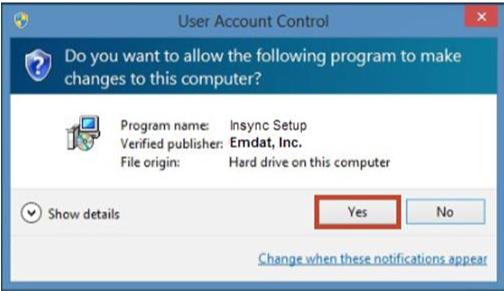 User Account Control
Do you want to allow the following program to make
changes to this computer?
Program name: Insync Setup
Verified publisher: Emdat, Inc.
File origin: Hard drive on this computer
Show details
Yes
No
Change when these notifications appear